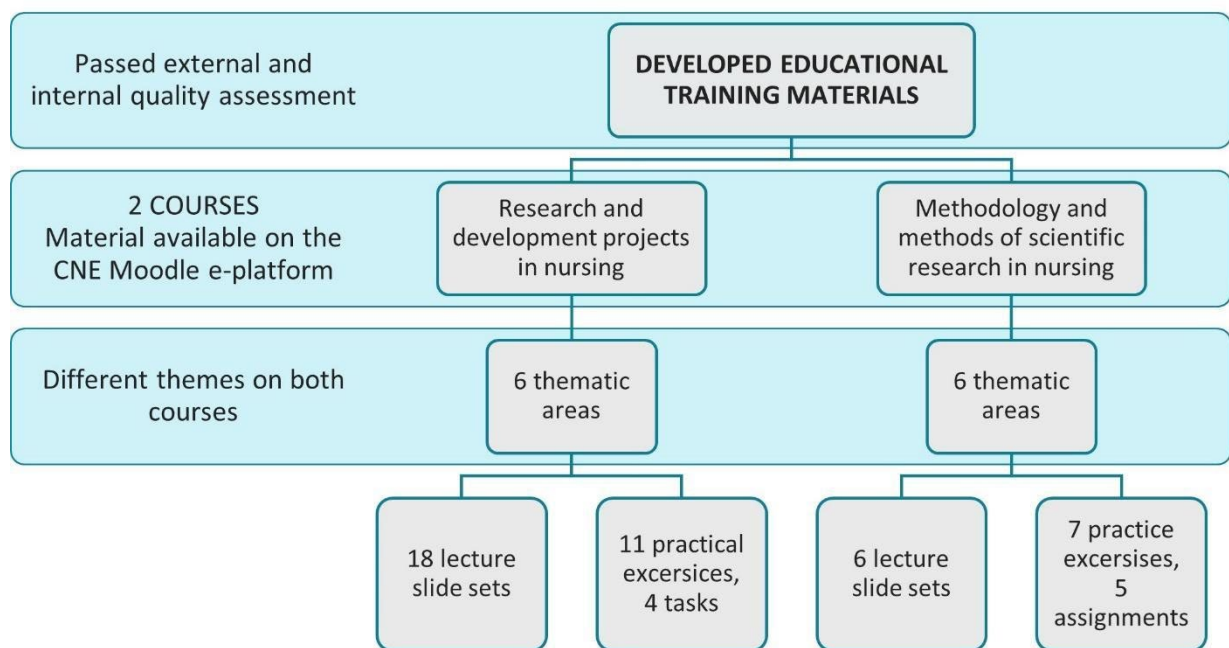 Passed external and
internal quality assessment
DEVELOPED EDUCATIONAL
TRAINING MATERIALS
2 COURSES
Material available on the
CNE Moodle e-platform
Research and
development projects
in nursing
Methodology and
methods of scientific
research in nursing
Different themes on both
courses
6 thematic
areas
6 thematic
areas
18 lecture
slide sets
11 practical
excersices,
4 tasks
6 lecture
slide sets
7 practice
excersises,
5
assignments